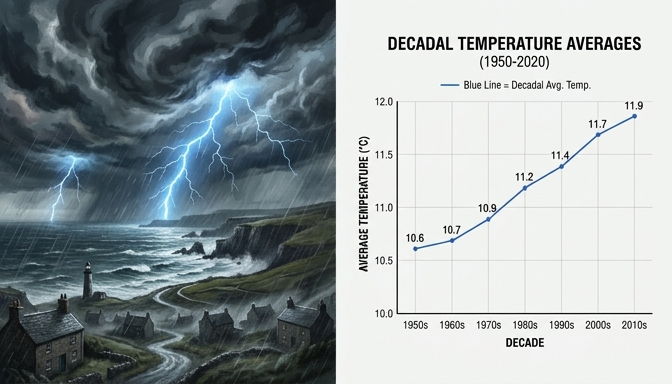 DECADAL TEMPERATURE AVERAGES
(1950-2020)
Blue Line = Decadal Avg. Temp.
AVERAGE TEMPERATURE (°C)
12.0
11.5
11.0
10.5
10.0
10.6
10.7
10.9
11.2
11.4
11.7
11.9
1950s 1960s 1970s 1980s 1990s 2000s 2010s
DECADE